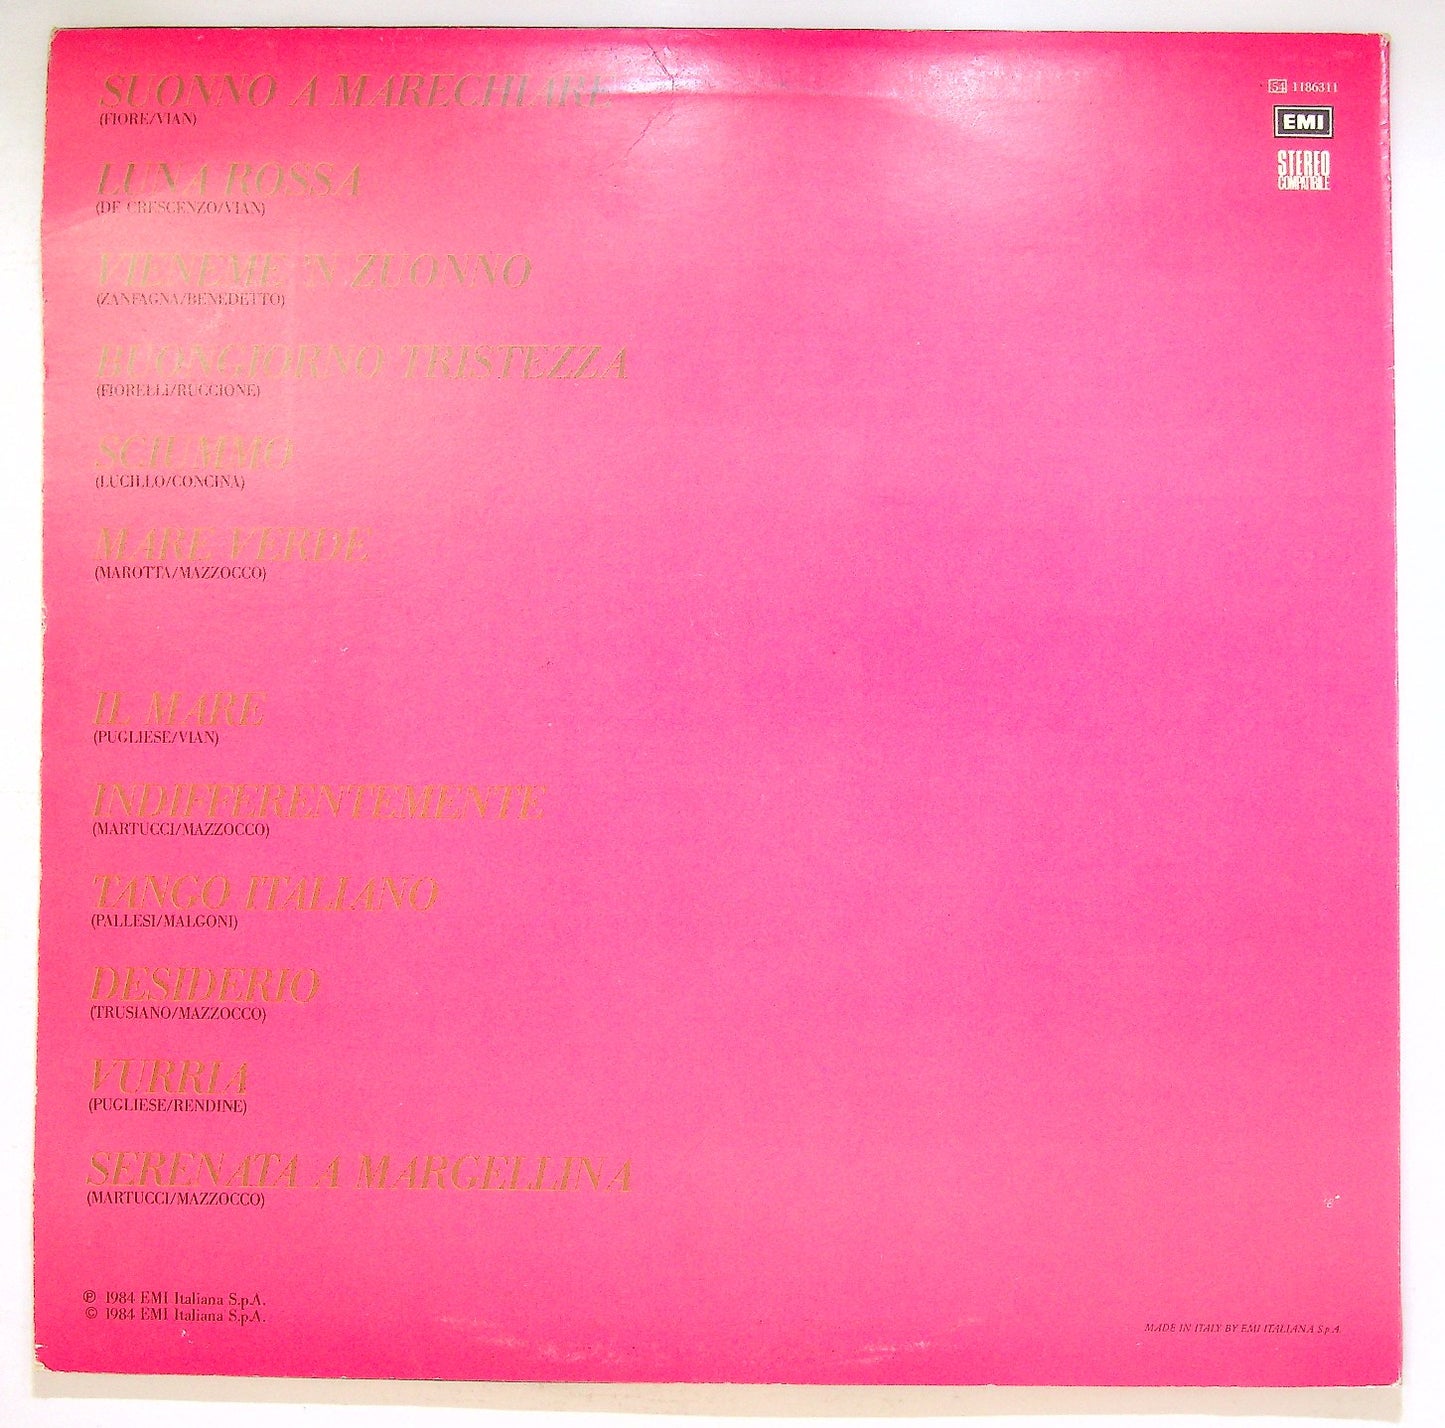 SUONNO A MARECHIARE
(FIORE/VIAN)
LUNA ROSSA
(DE CRESCENZO/VIAN)
VIENEME 'N ZUONNO
(ZANFAGNA/BENEDETTO)
BUONGIORNO TRISTEZZA
(FIORELLI/RUCCIONE)
SCIUMMO
(LUCILLO/CONCINA)
MARE VERDE
(MAROTTA/MAZZOCCO)
IL MARE
(PUGLIESE/VIAN)
INDIFFERENTEMENTE
(MARTUCCI/MAZZOCCO)
TANGO ITALIANO
(PALLESI/MALGONI)
DESIDERIO
(TRUSIANO/MAZZOCCO)
VURRIA
(PUGLIESE/RENDINE)
SERENATA A MARGELLINA
(MARTUCCI/MAZZOCCO)
℗ 1984 EMI Italiana S.p.A.
© 1984 EMI Italiana S.p.A.
54 1186311
EMI
STEREO
COMPATIBILE
MADE IN ITALY BY EMI ITALIANA S.p.A.